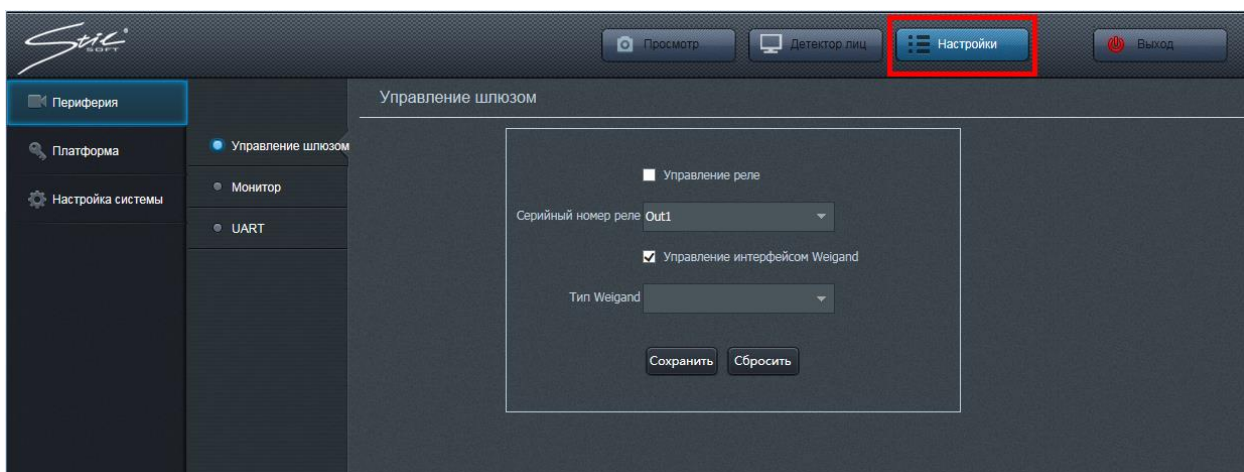 Stil SOFT
Просмотр
Детектор лиц
Настройки
Выход
Периферия
Платформа
Настройка системы
Управление шлюзом
Монитор
UART
Управление шлюзом
Управление реле
Серийный номер реле Out1
Управление интерфейсом Weigand
Тип Weigand
Сохранить Сбросить